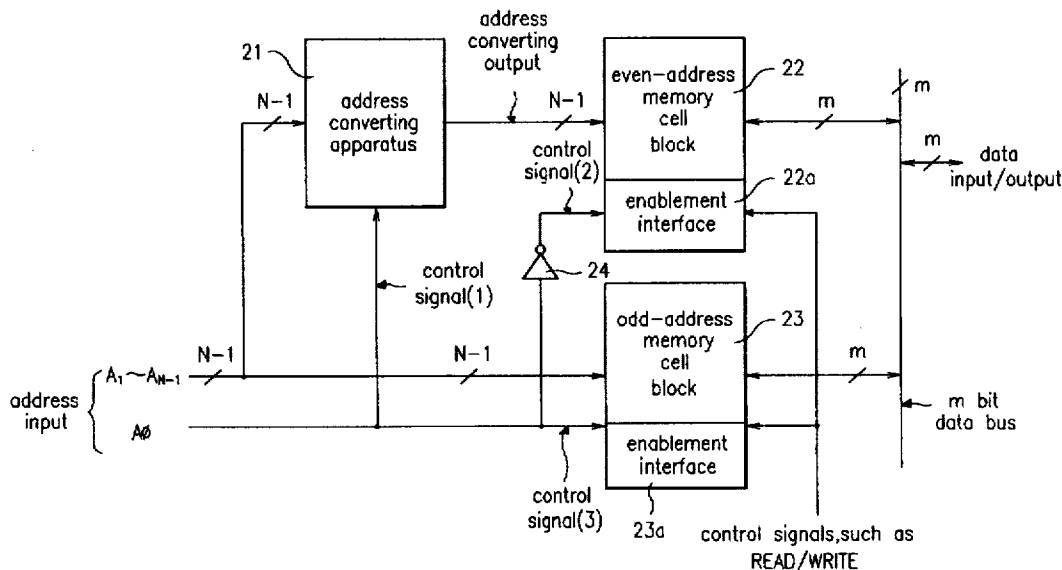 address
converting
output
21
N-1
address
converting
apparatus
N-1
even-address
memory
cell
block
22
m
m
m
data
input/output
control
signal(2)
22a
enablement
interface
24
control
signal(1)
odd-address
memory
cell
block
23
m
address
input
A1~AN-1
N-1
N-1
AØ
m bit
data bus
enablement
interface
control
signal(3)
23a
control signals,such as
READ/WRITE